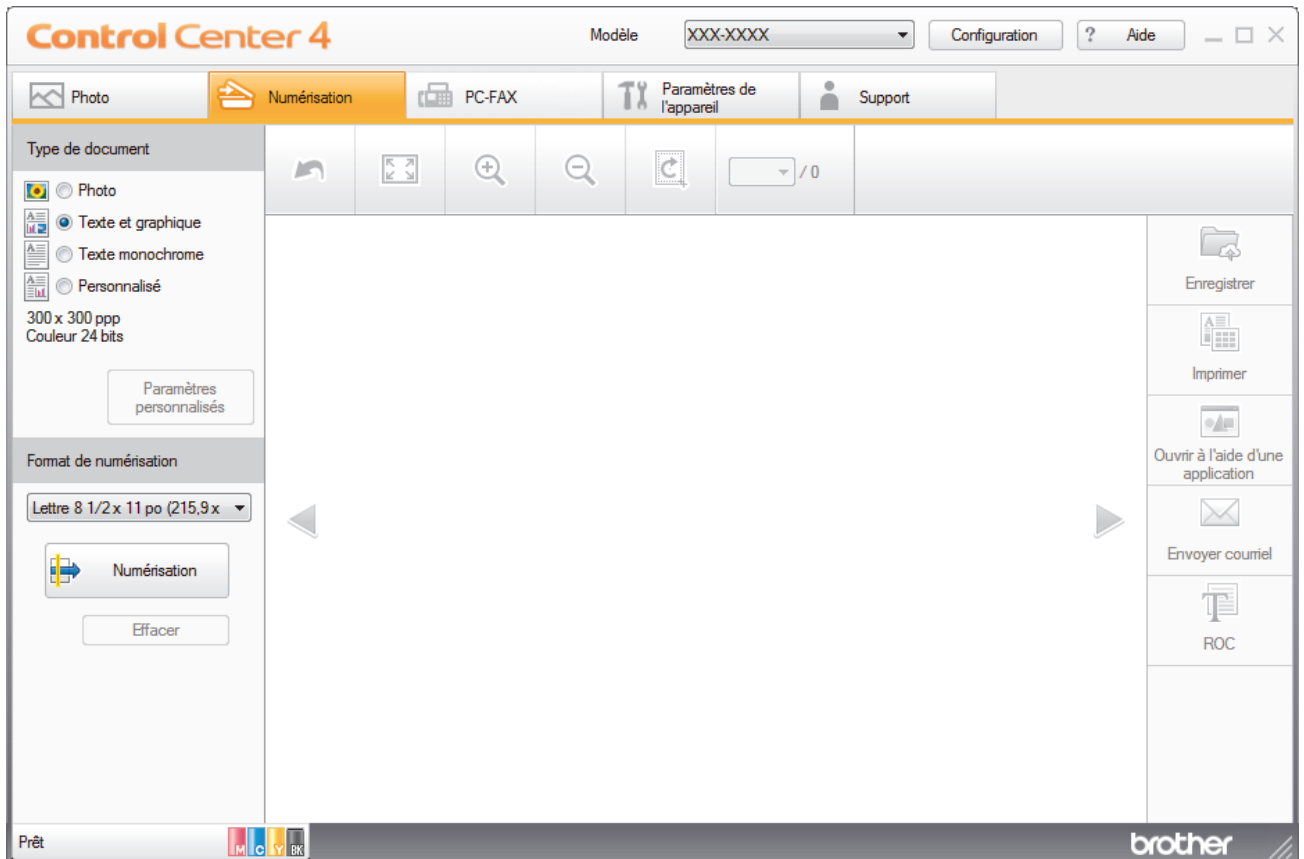 Control Center 4
Modèle
XXX-XXXX
Configuration
? Aide
Photo
Numérisation
PC-FAX
Paramètres de
l'appareil
Support
Type de document
/ 0
Photo
Texte et graphique
Texte monochrome
Personnalisé
300 x 300 ppp
Couleur 24 bits
Paramètres
personnalisés
Format de numérisation
Lettre 8 1/2 x 11 po (215,9 x
Numérisation
Effacer
Enregistrer
Imprimer
Ouvrir à l'aide d'une
application
Envoyer courriel
ROC
Prêt
M C Y BK
brother